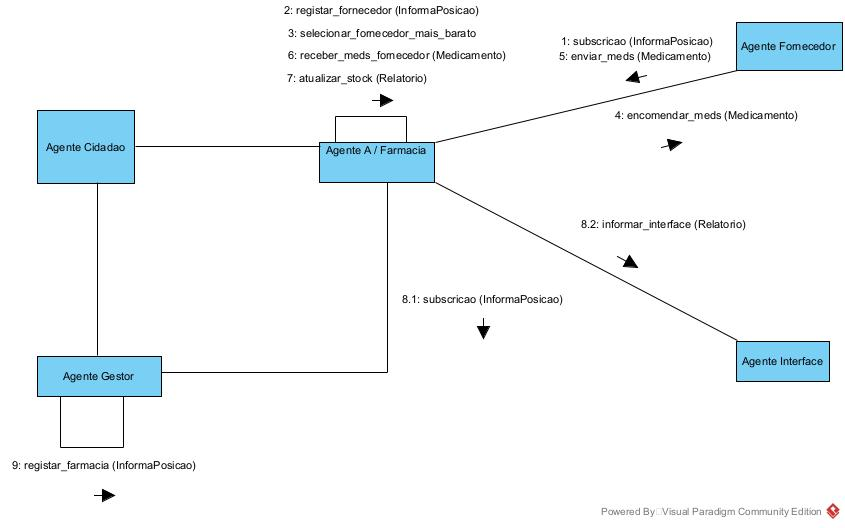 2: registar_fornecedor (InformaPosicao)
3: selecionar_fornecedor_mais_barato
6: receber_meds_fornecedor (Medicamento)
7: atualizar_stock (Relatorio)
1: subscricao (InformaPosicao)
5: enviar_meds (Medicamento)
Agente Fornecedor
4: encomendar_meds (Medicamento)
Agente Cidadao
Agente A / Farmacia
8.2: informar_interface (Relatorio)
8.1: subscricao (InformaPosicao)
Agente Gestor
Agente Interface
9: registar_farmacia (InformaPosicao)
Powered By Visual Paradigm Community Edition